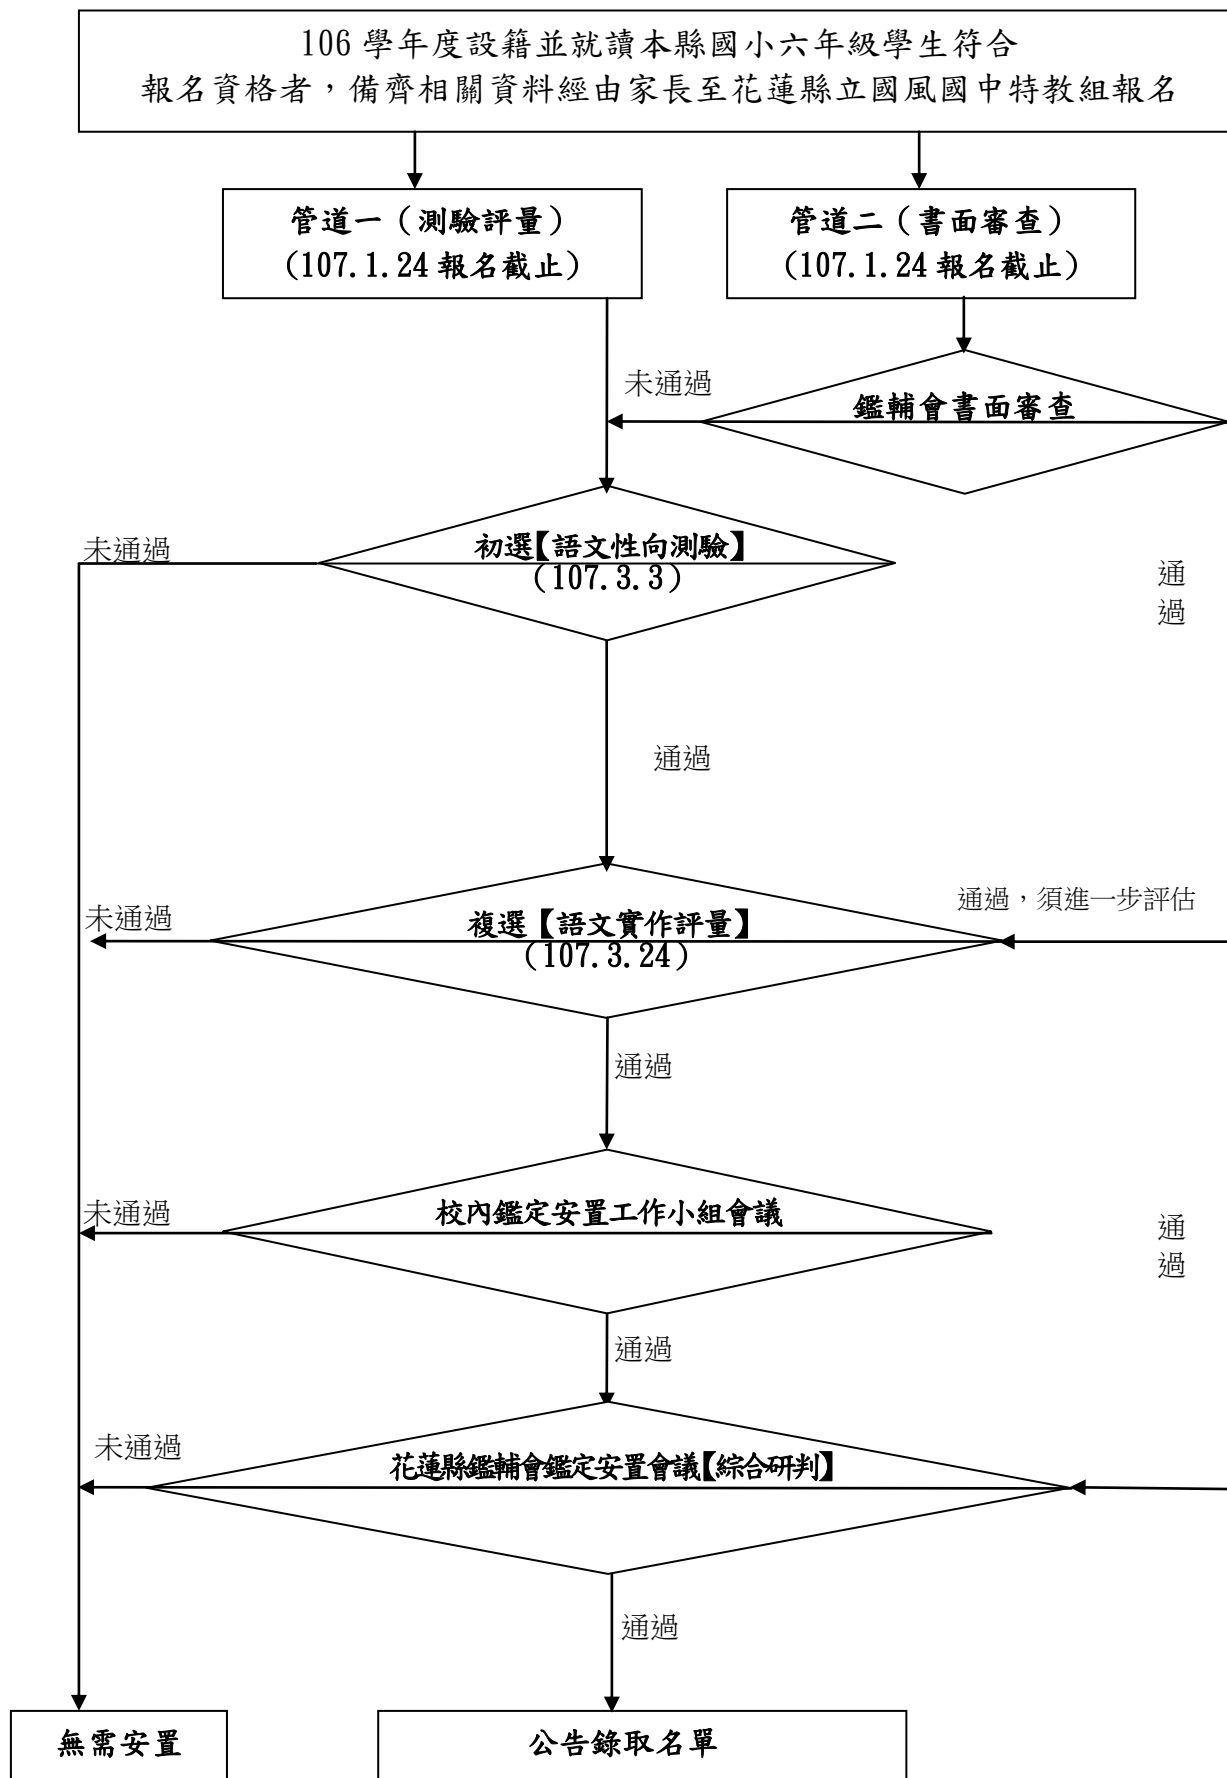 106 學年度設籍並就讀本縣國小六年級學生符合
報名資格者，備齊相關資料經由家長至花蓮縣立國風國中特教組報名
管道一（測驗評量）
(107.1.24 報名截止)
管道二（書面審查）
(107.1.24 報名截止)
未通過
鑑輔會書面審查
未通過
初選【語文性向測驗】
(107.3.3)
通
過
通過
未通過
複選【語文實作評量】
(107.3.24)
通過，須進一步評估
通過
未通過
校內鑑定安置工作小組會議
通
過
通過
未通過
花蓮縣鑑輔會鑑定安置會議【綜合研判】
通過
無需安置
公告錄取名單